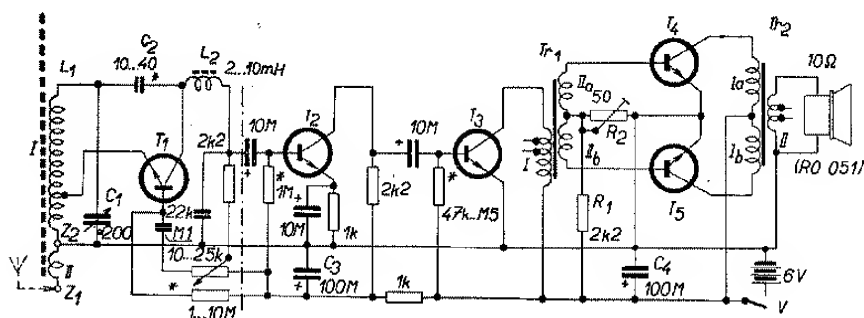 C2
10...40 *
L2
2...10mH
L1
T1
I
C1
200
22k
M1
10...25k
*
1...10M
Z2
II
Z1
2k2
10M
+
T2
*
1M
+
10M
1k
C3
+
100M
2k2
1k
10M
+
T3
*
47k...M5
Tr1
I
IIa
50
R2
IIb
R1
2k2
C4
+
100M
T4
T5
Tr2
Ia
Ib
II
10Ω
(RO 051)
6V
V